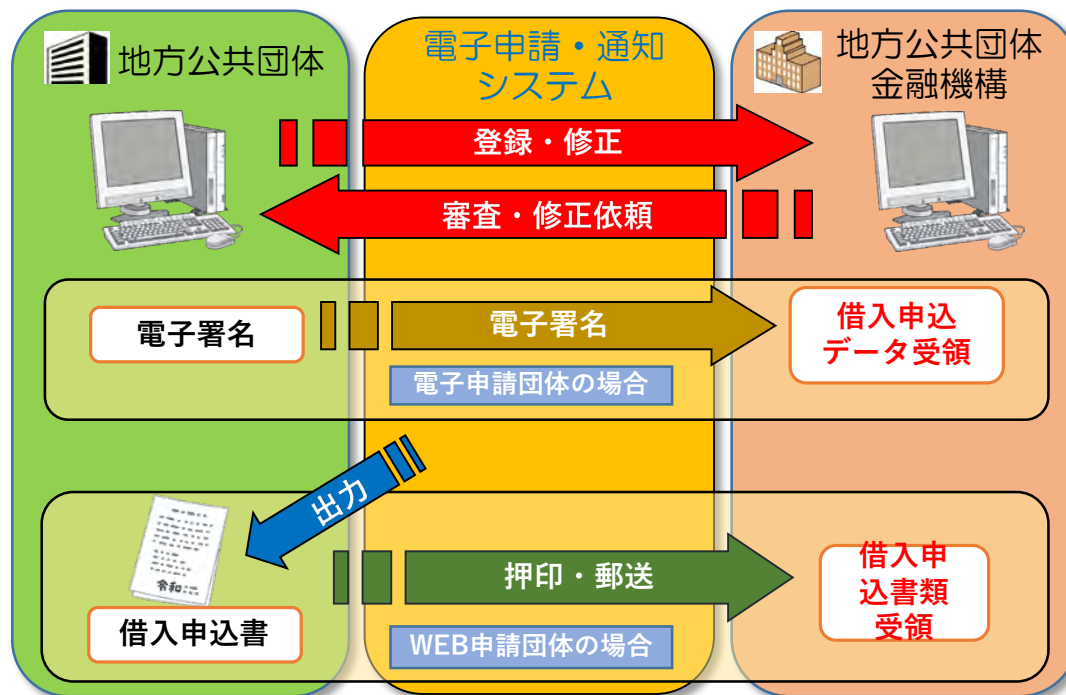 地方公共団体
電子申請・通知
システム
地方公共団体
金融機構
登録・修正
審査・修正依頼
電子署名
電子署名
借入申込
データ受領
電子申請団体の場合
出力
令和
借入申込書
押印・郵送
借入申
込書類
受領
WEB申請団体の場合